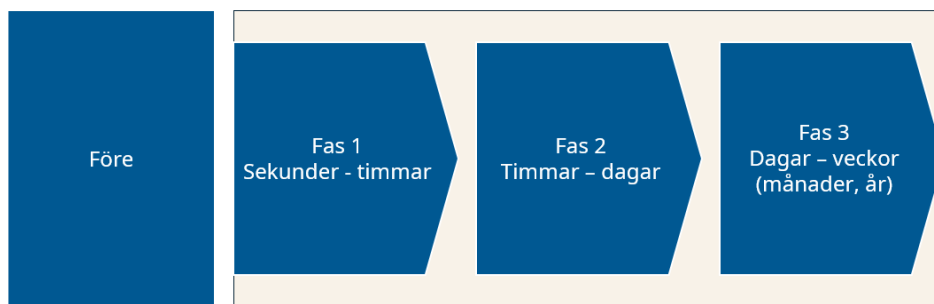 Före
Fas 1
Sekunder - timmar
Fas 2
Timmar – dagar
Fas 3
Dagar – veckor
(månader, år)